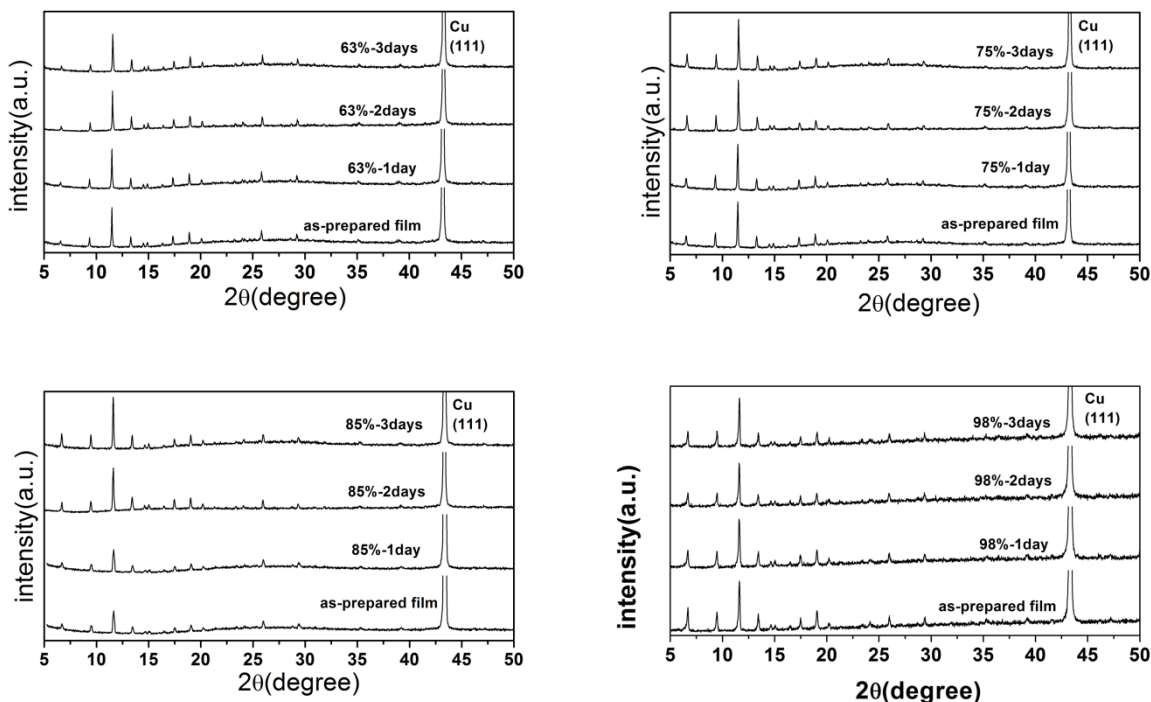 Cu
(111)
63%-3days
63%-2days
63%-1day
as-prepared film
intensity(a.u.)
5 10 15 20 25 30 35 40 45 50
2θ(degree)
Cu
(111)
75%-3days
75%-2days
75%-1day
as-prepared film
intensity(a.u.)
5 10 15 20 25 30 35 40 45 50
2θ(degree)
Cu
(111)
85%-3days
85%-2days
85%-1day
as-prepared film
intensity(a.u.)
5 10 15 20 25 30 35 40 45 50
2θ(degree)
Cu
(111)
98%-3days
98%-2days
98%-1day
as-prepared film
intensity(a.u.)
5 10 15 20 25 30 35 40 45 50
2θ(degree)